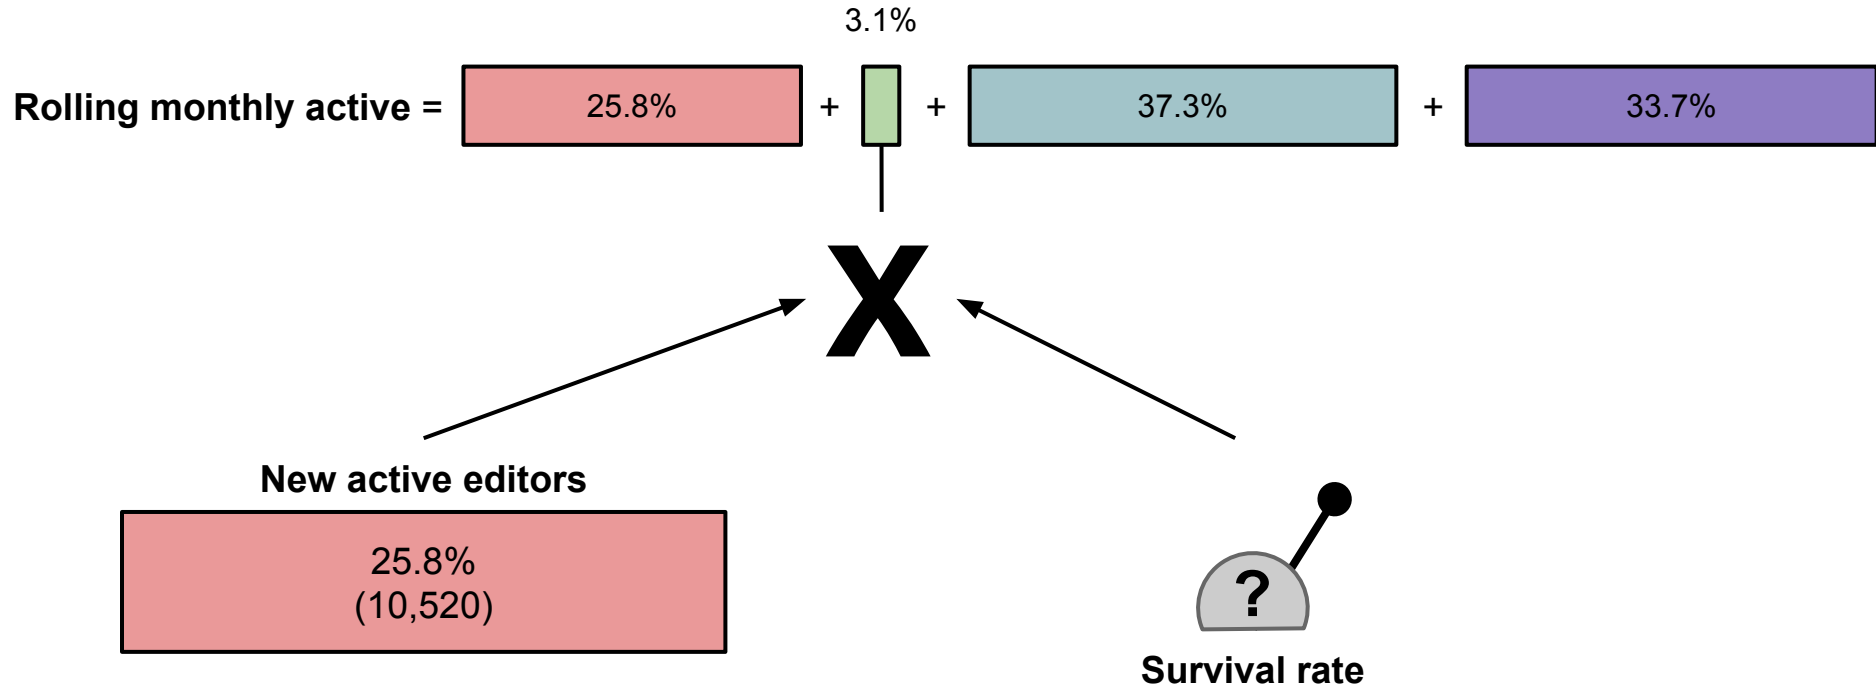 3.1%
Rolling monthly active = 25.8% + + 37.3% + 33.7%
X
New active editors
25.8%
(10,520)
?
Survival rate